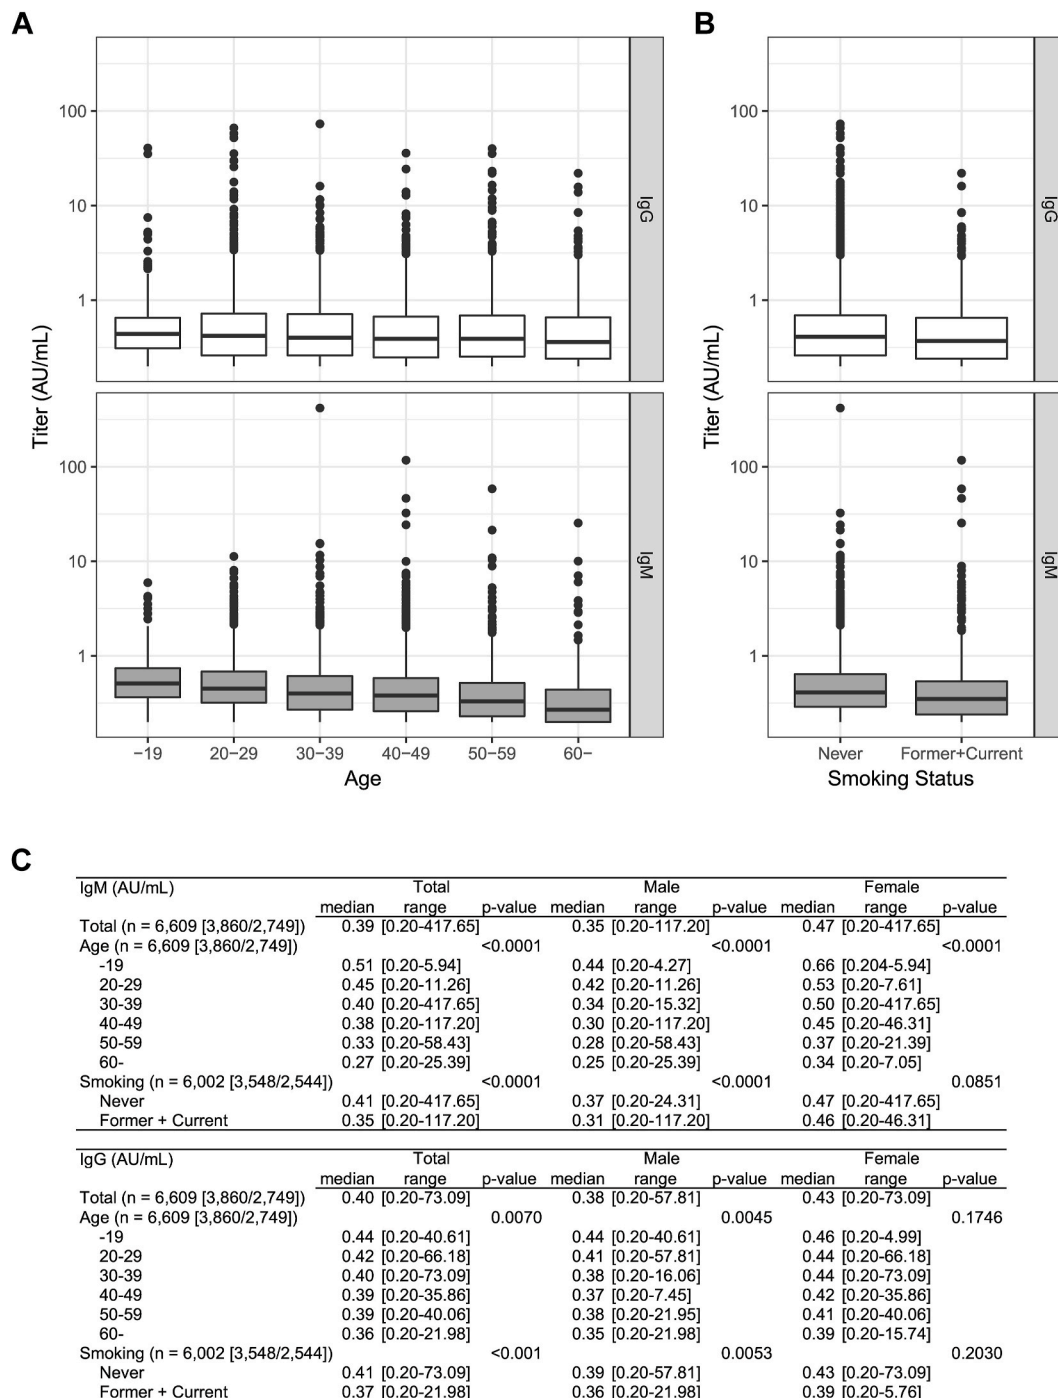 A
B
100
10
1
IgG
100
10
1
IgM
Titer (AU/mL)
-19 20-29 30-39 40-49 50-59 60-
Age
100
10
1
IgG
100
10
1
IgM
Titer (AU/mL)
Never Former+Current
Smoking Status
C
IgM (AU/mL) Total Male Female
median range p-value median range p-value median range p-value
Total (n = 6,609 [3,860/2,749]) 0.39 [0.20-417.65] 0.35 [0.20-117.20] 0.47 [0.20-417.65]
Age (n = 6,609 [3,860/2,749]) <0.0001 <0.0001 <0.0001
-19 0.51 [0.20-5.94] 0.44 [0.20-4.27] 0.66 [0.204-5.94]
20-29 0.45 [0.20-11.26] 0.42 [0.20-11.26] 0.53 [0.20-7.61]
30-39 0.40 [0.20-417.65] 0.34 [0.20-15.32] 0.50 [0.20-417.65]
40-49 0.38 [0.20-117.20] 0.30 [0.20-117.20] 0.45 [0.20-46.31]
50-59 0.33 [0.20-58.43] 0.28 [0.20-58.43] 0.37 [0.20-21.39]
60- 0.27 [0.20-25.39] 0.25 [0.20-25.39] 0.34 [0.20-7.05]
Smoking (n = 6,002 [3,548/2,544]) <0.0001 <0.0001 0.0851
Never 0.41 [0.20-417.65] 0.37 [0.20-24.31] 0.47 [0.20-417.65]
Former + Current 0.35 [0.20-117.20] 0.31 [0.20-117.20] 0.46 [0.20-46.31]
IgG (AU/mL) Total Male Female
median range p-value median range p-value median range p-value
Total (n = 6,609 [3,860/2,749]) 0.40 [0.20-73.09] 0.38 [0.20-57.81] 0.43 [0.20-73.09]
Age (n = 6,609 [3,860/2,749]) 0.0070 0.0045 0.1746
-19 0.44 [0.20-40.61] 0.44 [0.20-40.61] 0.46 [0.20-4.99]
20-29 0.42 [0.20-66.18] 0.41 [0.20-57.81] 0.44 [0.20-66.18]
30-39 0.40 [0.20-73.09] 0.38 [0.20-16.06] 0.44 [0.20-73.09]
40-49 0.39 [0.20-35.86] 0.37 [0.20-7.45] 0.42 [0.20-35.86]
50-59 0.39 [0.20-40.06] 0.38 [0.20-21.95] 0.41 [0.20-40.06]
60- 0.36 [0.20-21.98] 0.35 [0.20-21.98] 0.39 [0.20-15.74]
Smoking (n = 6,002 [3,548/2,544]) <0.001 0.0053 0.2030
Never 0.41 [0.20-73.09] 0.39 [0.20-57.81] 0.43 [0.20-73.09]
Former + Current 0.37 [0.20-21.98] 0.36 [0.20-21.98] 0.39 [0.20-5.76]